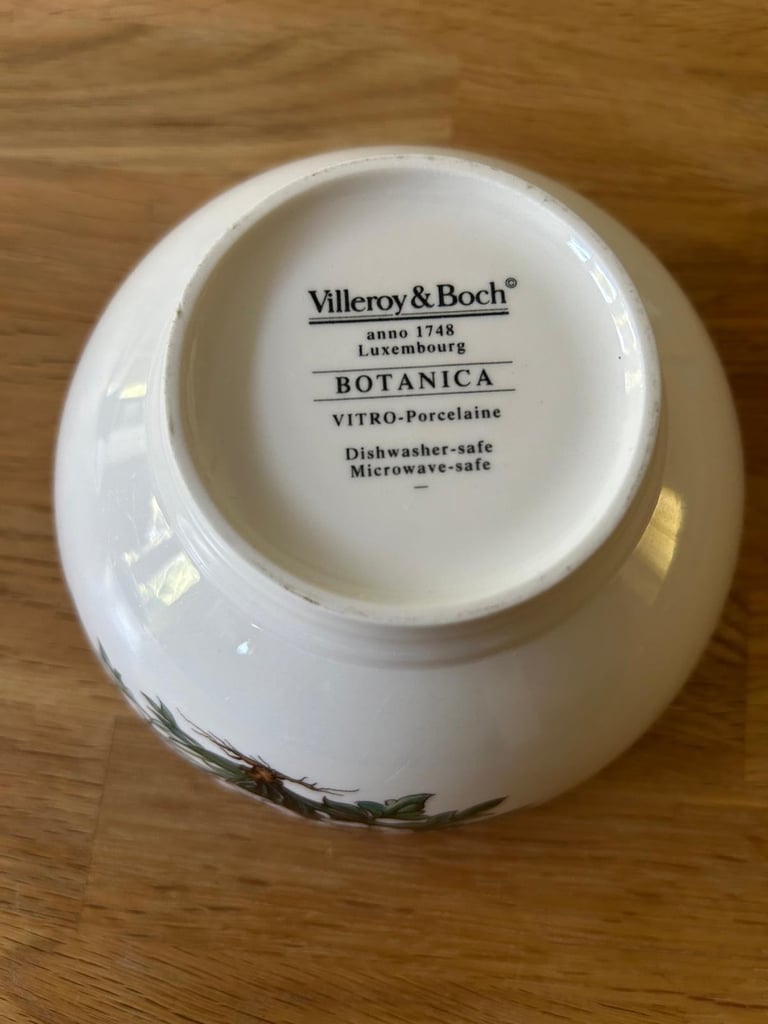 Villeroy & Boch©
anno 1748
Luxembourg
BOTANICA
VITRO-Porcelaine
Dishwasher-safe
Microwave-safe
—